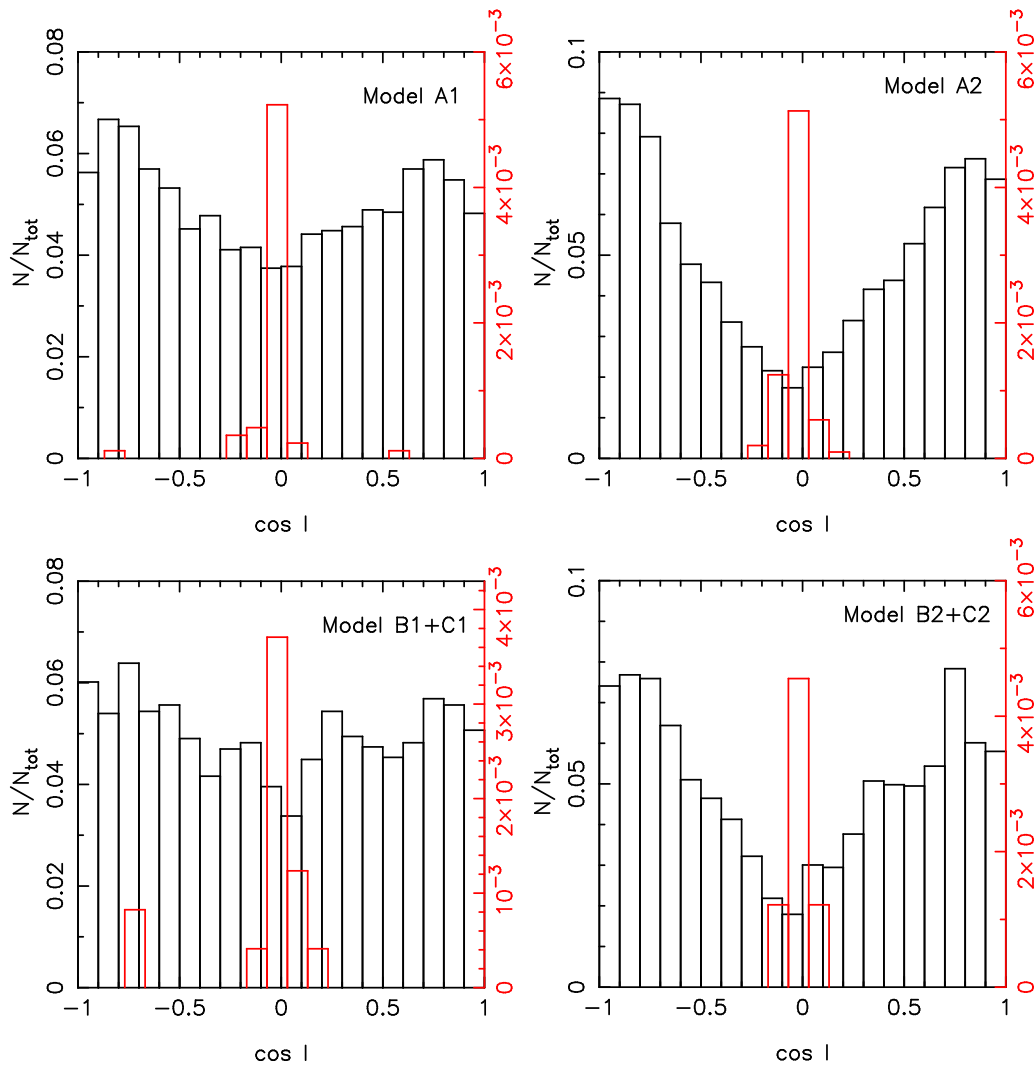 Model A1
N/N_tot
0.08
0.06
0.04
0.02
0
6×10⁻³
4×10⁻³
2×10⁻³
0
−1 −0.5 0 0.5 1
cos I
Model A2
N/N_tot
0.1
0.05
0
6×10⁻³
4×10⁻³
2×10⁻³
0
−1 −0.5 0 0.5 1
cos I
Model B1+C1
N/N_tot
0.08
0.06
0.04
0.02
0
4×10⁻³
3×10⁻³
2×10⁻³
10⁻³
0
−1 −0.5 0 0.5 1
cos I
Model B2+C2
N/N_tot
0.1
0.05
0
6×10⁻³
4×10⁻³
2×10⁻³
0
−1 −0.5 0 0.5 1
cos I